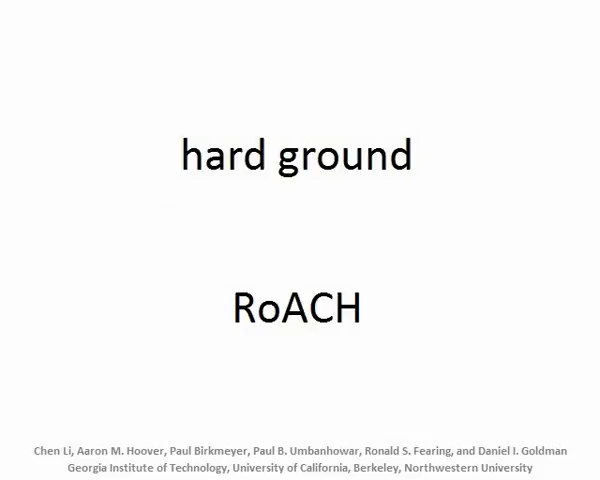 hard ground
RoACH
Chen Li, Aaron M. Hoover, Paul Birkmeyer, Paul B. Umbanhowar, Ronald S. Fearing, and Daniel I. Goldman
Georgia Institute of Technology, University of California, Berkeley, Northwestern University